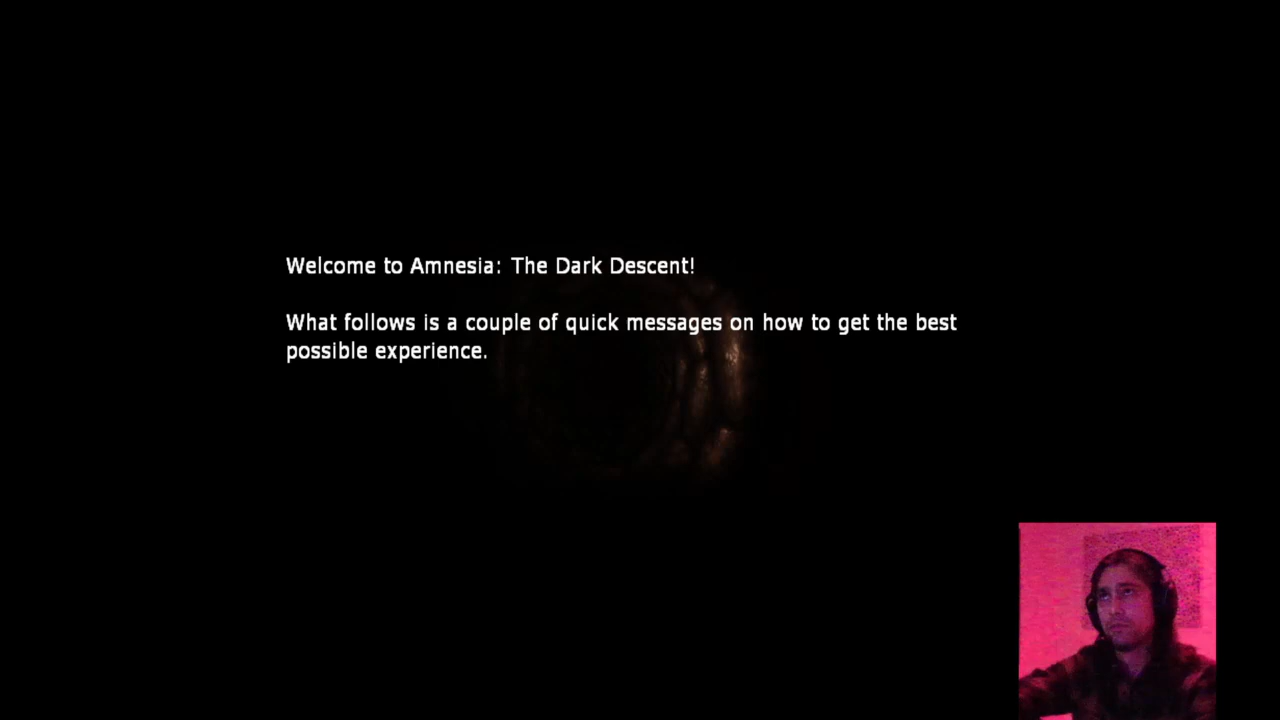 Welcome to Amnesia: The Dark Descent!
What follows is a couple of quick messages on how to get the best
possible experience.